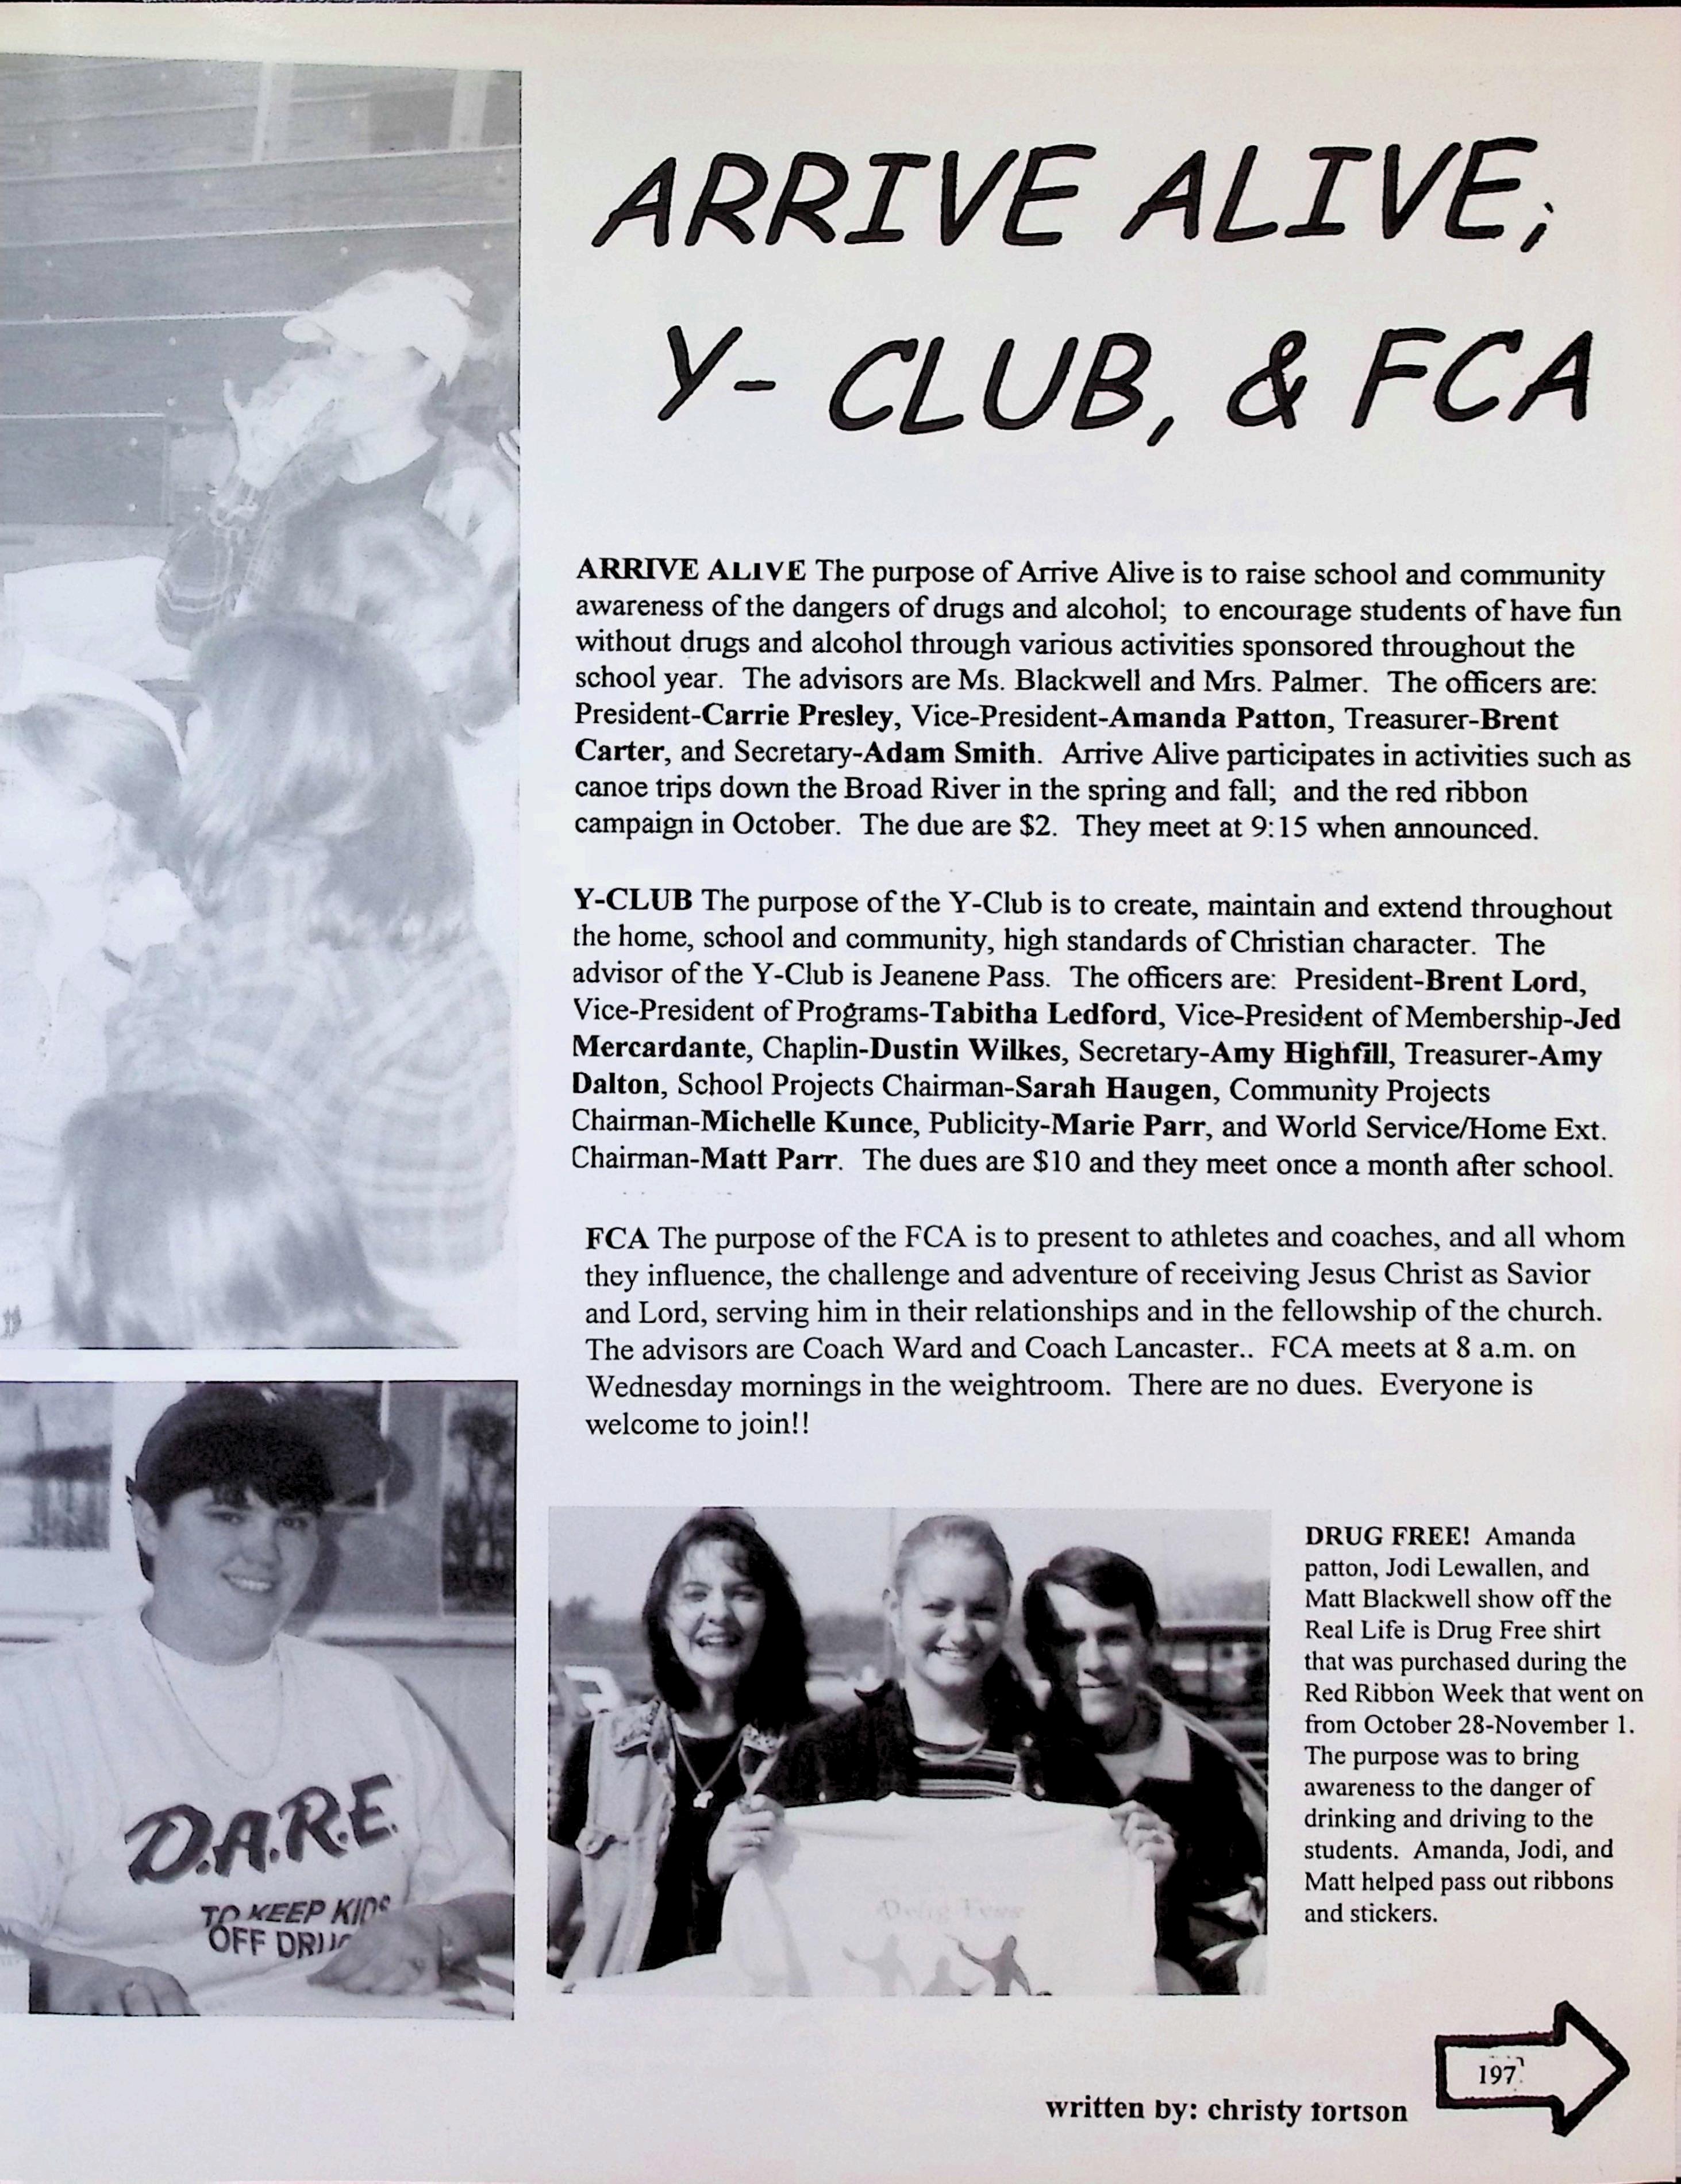 ARRIVE ALIVE;
Y- CLUB, & FCA
ARRIVE ALIVE The purpose of Arrive Alive is to raise school and community
awareness of the dangers of drugs and alcohol; to encourage students of have fun
without drugs and alcohol through various activities sponsored throughout the
school year. The advisors are Ms. Blackwell and Mrs. Palmer. The officers are:
President-Carrie Presley, Vice-President-Amanda Patton, Treasurer-Brent
Carter, and Secretary-Adam Smith. Arrive Alive participates in activities such as
canoe trips down the Broad River in the spring and fall; and the red ribbon
campaign in October. The due are $2. They meet at 9:15 when announced.
Y-CLUB The purpose of the Y-Club is to create, maintain and extend throughout
the home, school and community, high standards of Christian character. The
advisor of the Y-Club is Jeanene Pass. The officers are: President-Brent Lord,
Vice-President of Programs-Tabitha Ledford, Vice-President of Membership-Jed
Mercardante, Chaplin-Dustin Wilkes, Secretary-Amy Highfill, Treasurer-Amy
Dalton, School Projects Chairman-Sarah Haugen, Community Projects
Chairman-Michelle Kunce, Publicity-Marie Parr, and World Service/Home Ext.
Chairman-Matt Parr. The dues are $10 and they meet once a month after school.
FCA The purpose of the FCA is to present to athletes and coaches, and all whom
they influence, the challenge and adventure of receiving Jesus Christ as Savior
and Lord, serving him in their relationships and in the fellowship of the church.
The advisors are Coach Ward and Coach Lancaster.. FCA meets at 8 a.m. on
Wednesday mornings in the weightroom. There are no dues. Everyone is
welcome to join!!
D.A.R.E.
TO KEEP KIDS
OFF DRUG
Drug Free
DRUG FREE! Amanda
patton, Jodi Lewallen, and
Matt Blackwell show off the
Real Life is Drug Free shirt
that was purchased during the
Red Ribbon Week that went on
from October 28-November 1.
The purpose was to bring
awareness to the danger of
drinking and driving to the
students. Amanda, Jodi, and
Matt helped pass out ribbons
and stickers.
197
written by: christy tortson